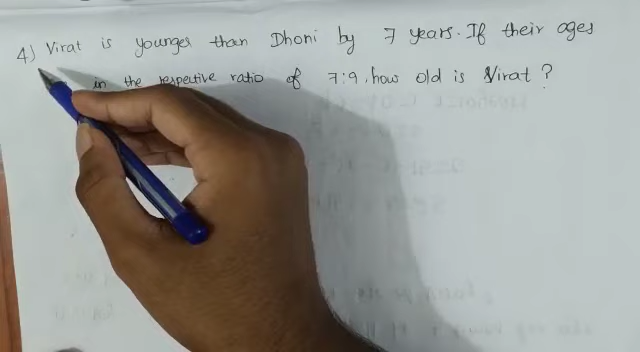 4) Virat is younger than Dhoni by 7 years. If their ages
in the respective ratio of 7:9, how old is Virat ?